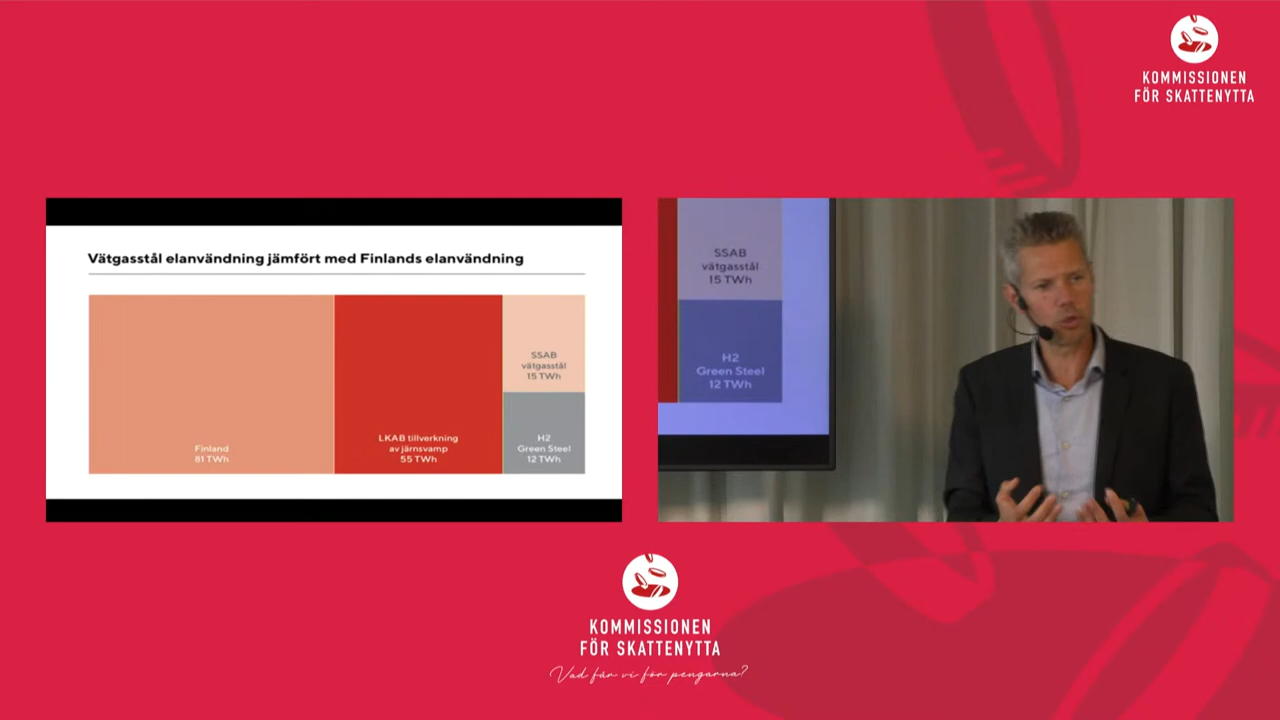 KOMMISSIONEN
FÖR SKATTENYTTA
Vätgasstål elanvändning jämfört med Finlands elanvändning
Finland
81 TWh
LKAB tillverkning
av järnsvamp
55 TWh
SSAB
vätgasstål
15 TWh
H2
Green Steel
12 TWh
SSAB
vätgasstål
15 TWh
H2
Green Steel
12 TWh
KOMMISSIONEN
FÖR SKATTENYTTA
Vad får vi för pengarna?